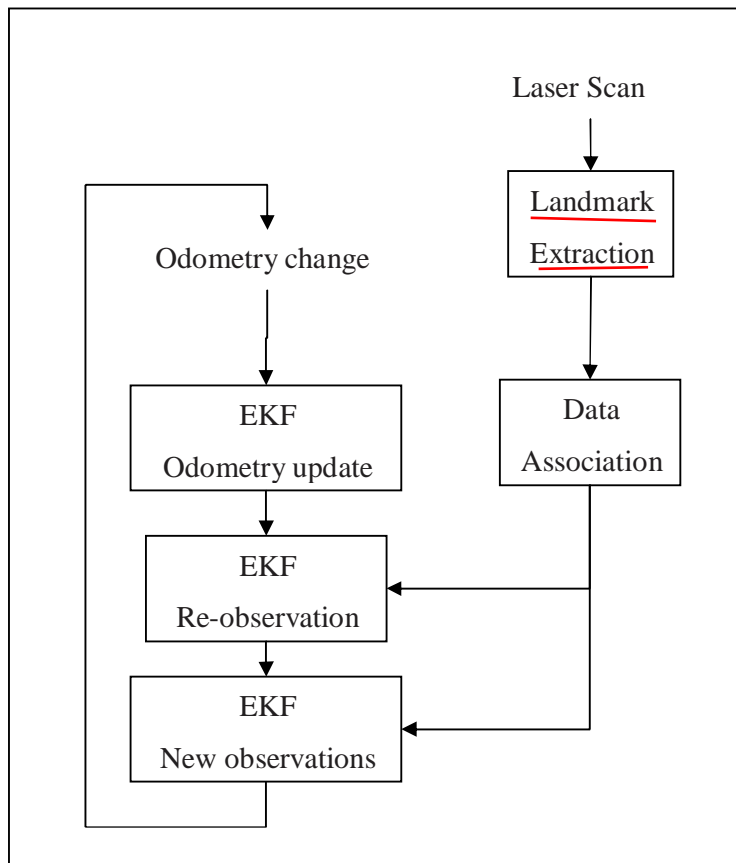 Laser Scan
Landmark
Extraction
Odometry change
EKF
Odometry update
Data
Association
EKF
Re-observation
EKF
New observations